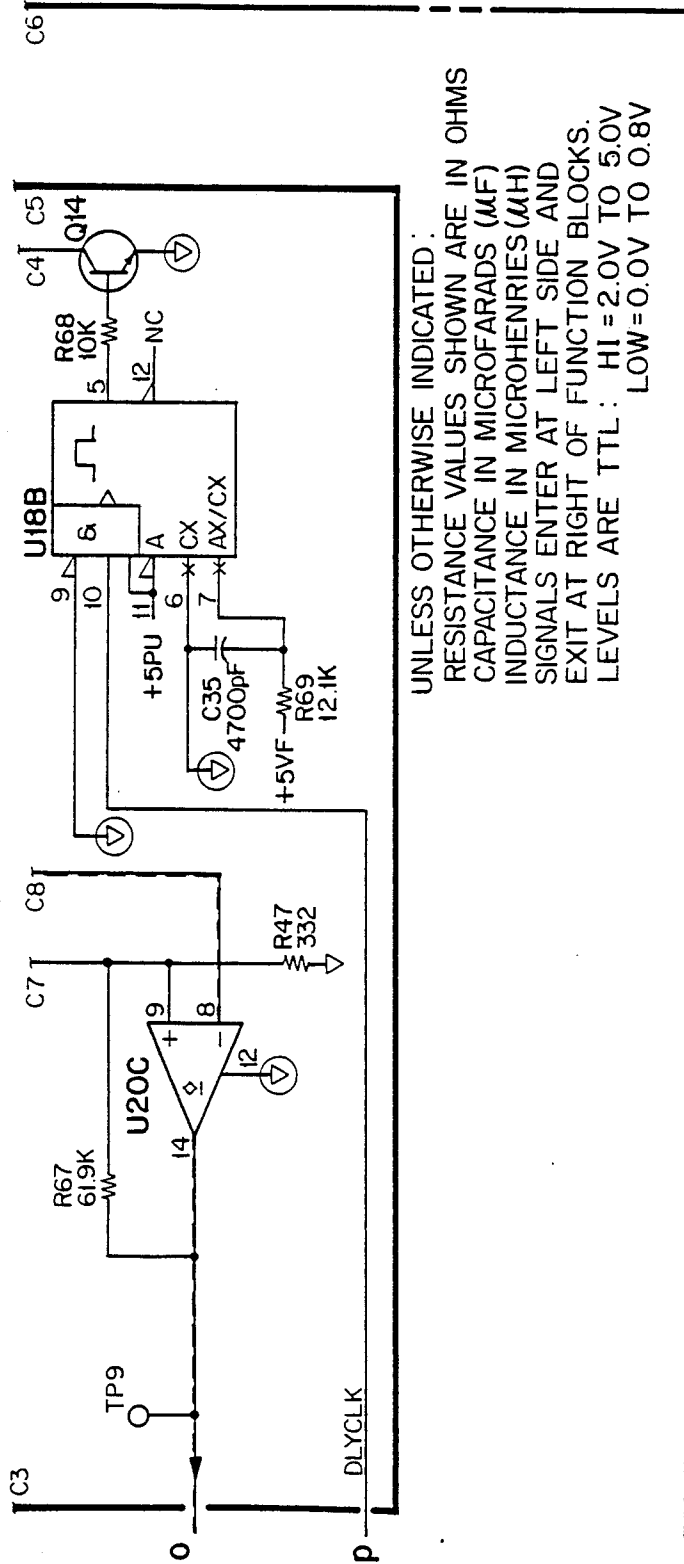 C3
C7
C8
C4
C5
C6
TP9
R67
61.9K
U20C
14
+
9
−
8
12
R47
332
U18B
&
9
10
11
A
6
CX
7
AX/CX
+5PU
C35
4700pF
+5VF
R69
12.1K
5
12
NC
R68
10K
Q14
o
p
DLYCLK
UNLESS OTHERWISE INDICATED:
RESISTANCE VALUES SHOWN ARE IN OHMS
CAPACITANCE IN MICROFARADS (µF)
INDUCTANCE IN MICROHENRIES (µH)
SIGNALS ENTER AT LEFT SIDE AND
EXIT AT RIGHT OF FUNCTION BLOCKS.
LEVELS ARE TTL: HI = 2.0V TO 5.0V
LOW = 0.0V TO 0.8V